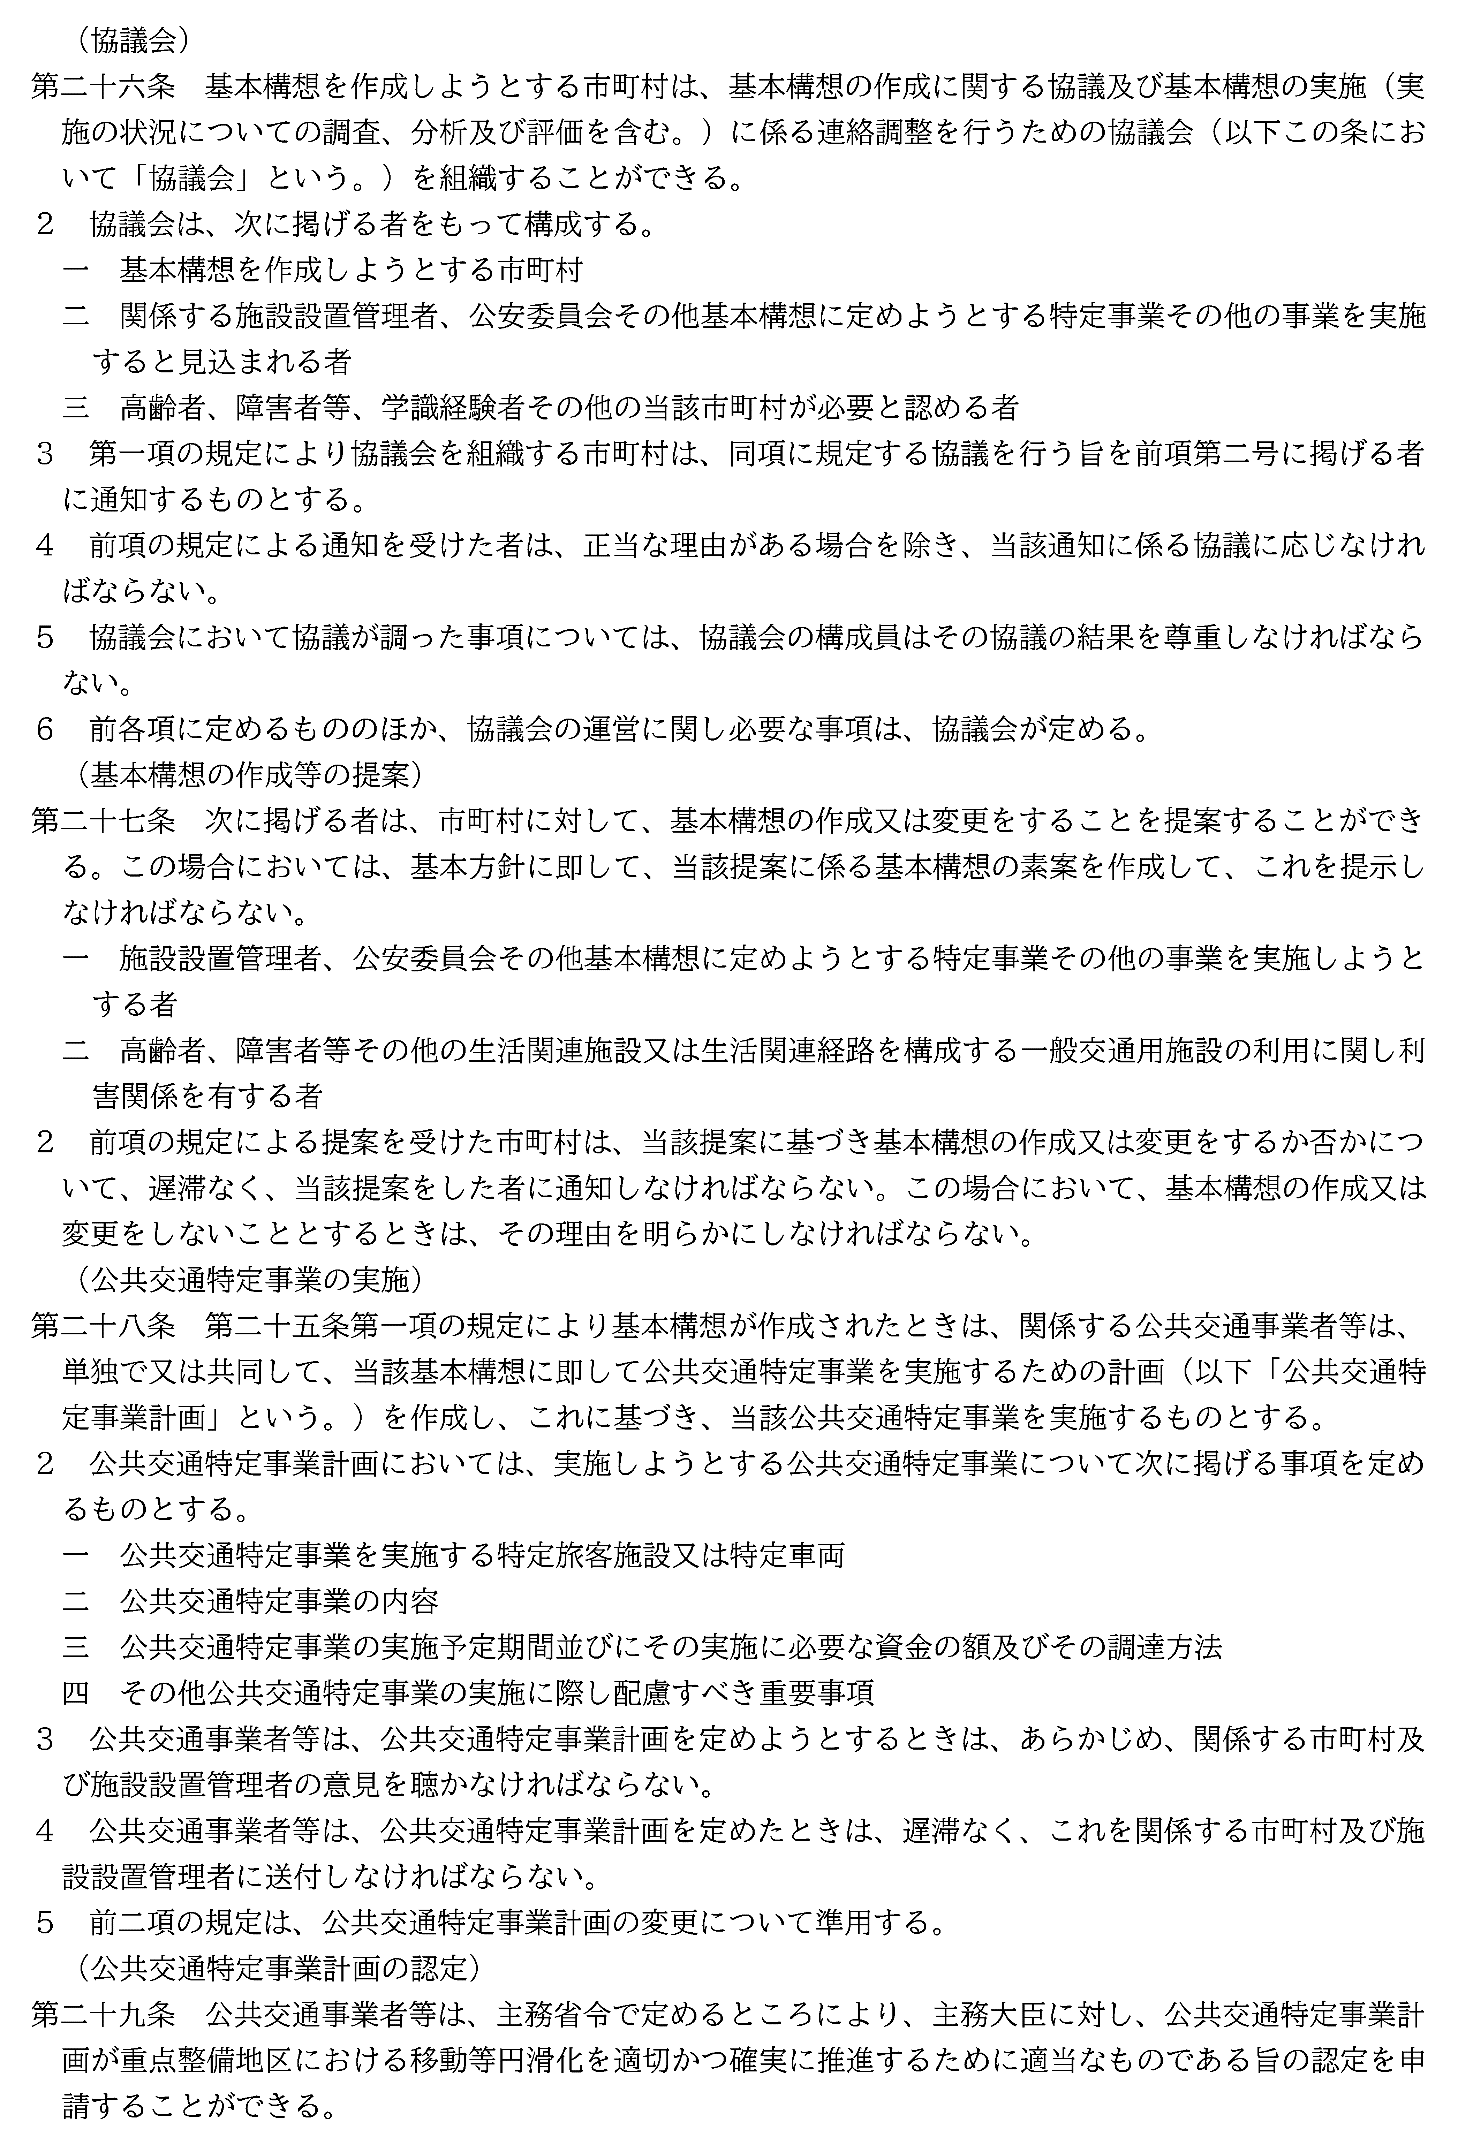 （協議会）
第二十六条　基本構想を作成しようとする市町村は、基本構想の作成に関する協議及び基本構想の実施（実
施の状況についての調査、分析及び評価を含む。）に係る連絡調整を行うための協議会（以下この条にお
いて「協議会」という。）を組織することができる。
２　協議会は、次に掲げる者をもって構成する。
一　基本構想を作成しようとする市町村
二　関係する施設設置管理者、公安委員会その他基本構想に定めようとする特定事業その他の事業を実施
すると見込まれる者
三　高齢者、障害者等、学識経験者その他の当該市町村が必要と認める者
３　第一項の規定により協議会を組織する市町村は、同項に規定する協議を行う旨を前項第二号に掲げる者
に通知するものとする。
４　前項の規定による通知を受けた者は、正当な理由がある場合を除き、当該通知に係る協議に応じなけれ
ばならない。
５　協議会において協議が調った事項については、協議会の構成員はその協議の結果を尊重しなければなら
ない。
６　前各項に定めるもののほか、協議会の運営に関し必要な事項は、協議会が定める。
（基本構想の作成等の提案）
第二十七条　次に掲げる者は、市町村に対して、基本構想の作成又は変更をすることを提案することができ
る。この場合においては、基本方針に即して、当該提案に係る基本構想の素案を作成して、これを提示し
なければならない。
一　施設設置管理者、公安委員会その他基本構想に定めようとする特定事業その他の事業を実施しようと
する者
二　高齢者、障害者等その他の生活関連施設又は生活関連経路を構成する一般交通用施設の利用に関し利
害関係を有する者
２　前項の規定による提案を受けた市町村は、当該提案に基づき基本構想の作成又は変更をするか否かにつ
いて、遅滞なく、当該提案をした者に通知しなければならない。この場合において、基本構想の作成又は
変更をしないこととするときは、その理由を明らかにしなければならない。
（公共交通特定事業の実施）
第二十八条　第二十五条第一項の規定により基本構想が作成されたときは、関係する公共交通事業者等は、
単独で又は共同して、当該基本構想に即して公共交通特定事業を実施するための計画（以下「公共交通特
定事業計画」という。）を作成し、これに基づき、当該公共交通特定事業を実施するものとする。
２　公共交通特定事業計画においては、実施しようとする公共交通特定事業について次に掲げる事項を定め
るものとする。
一　公共交通特定事業を実施する特定旅客施設又は特定車両
二　公共交通特定事業の内容
三　公共交通特定事業の実施予定期間並びにその実施に必要な資金の額及びその調達方法
四　その他公共交通特定事業の実施に際し配慮すべき重要事項
３　公共交通事業者等は、公共交通特定事業計画を定めようとするときは、あらかじめ、関係する市町村及
び施設設置管理者の意見を聴かなければならない。
４　公共交通事業者等は、公共交通特定事業計画を定めたときは、遅滞なく、これを関係する市町村及び施
設設置管理者に送付しなければならない。
５　前二項の規定は、公共交通特定事業計画の変更について準用する。
（公共交通特定事業計画の認定）
第二十九条　公共交通事業者等は、主務省令で定めるところにより、主務大臣に対し、公共交通特定事業計
画が重点整備地区における移動等円滑化を適切かつ確実に推進するために適当なものである旨の認定を申
請することができる。